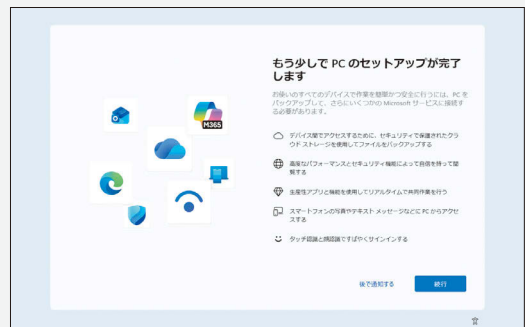 もう少しで PC のセットアップが完了
します
お使いのすべてのデバイスで作業を簡単かつ安全に行うには、PC を
バックアップして、さらにいくつかの Microsoft サービスに接続す
る必要があります。
デバイス間でアクセスするために、セキュリティで保護されたクラ
ウド ストレージを使用してファイルをバックアップする
高度なパフォーマンスとセキュリティ機能によって自信を持って閲
覧する
生産性アプリと機能を使用してリアルタイムで共同作業を行う
スマートフォンの写真やテキスト メッセージなどに PC からアクセ
スする
タッチ認識と顔認識ですばやくサインインする
M365
後で通知する
続行